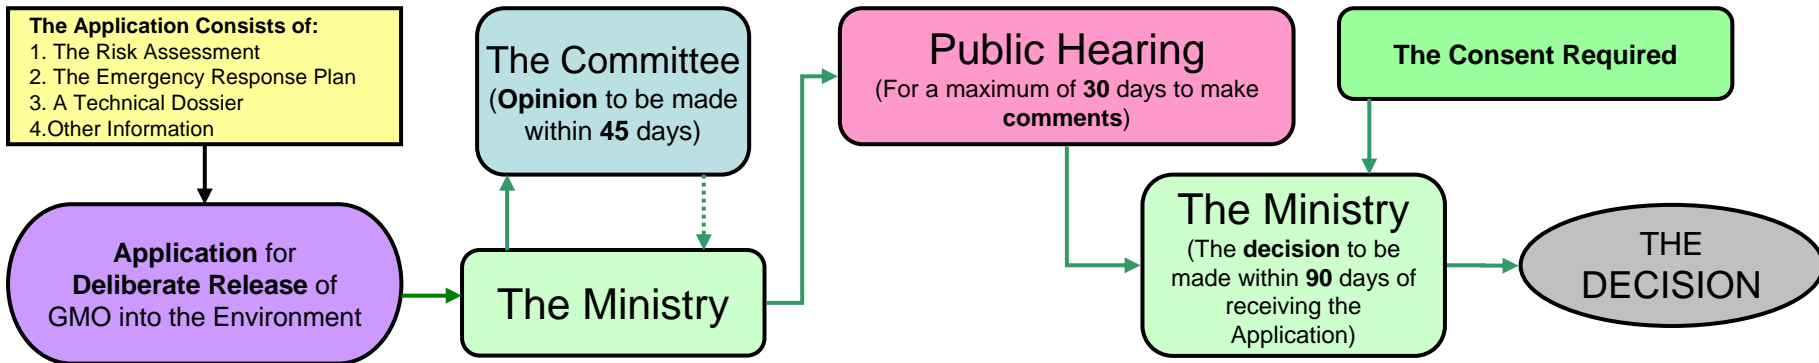 The Application Consists of:
1. The Risk Assessment
2. The Emergency Response Plan
3. A Technical Dossier
4.Other Information
Application for
Deliberate Release of
GMO into the Environment
The Committee
(Opinion to be made
within 45 days)
The Ministry
Public Hearing
(For a maximum of 30 days to make
comments)
The Consent Required
The Ministry
(The decision to be
made within 90 days of
receiving the
Application)
THE
DECISION